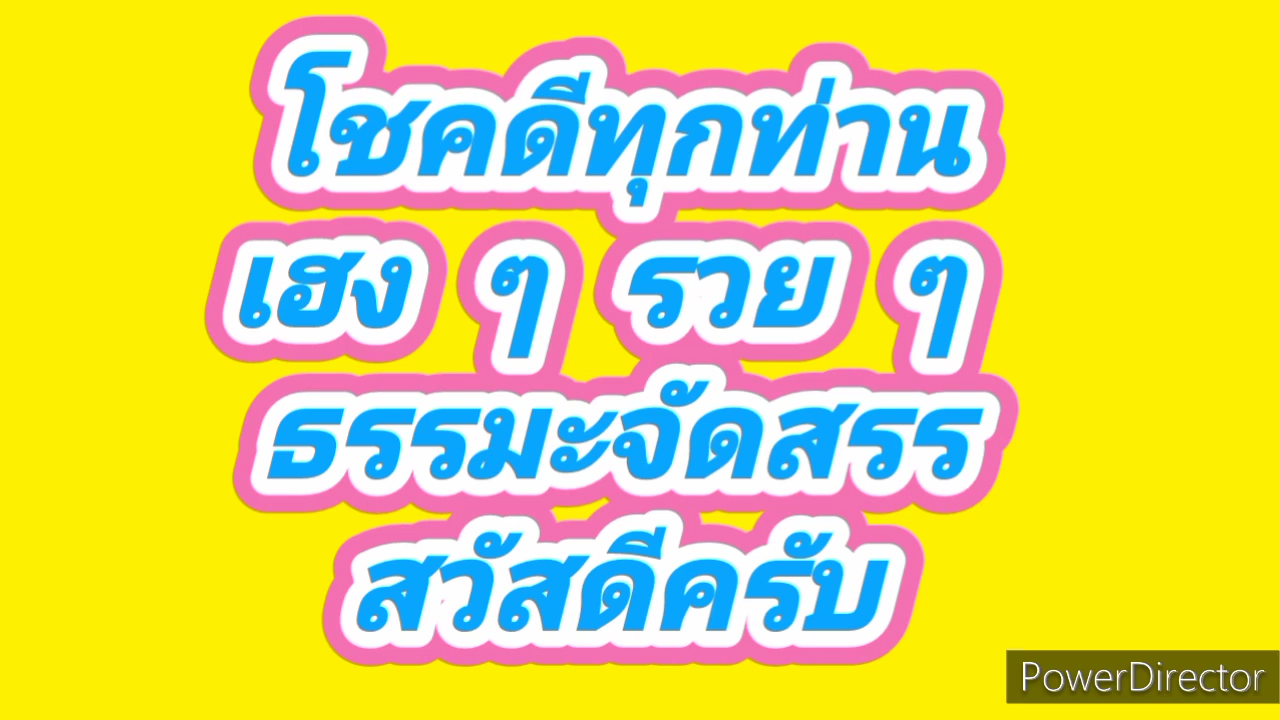 โชคดีทุกท่าน
เฮง ๆ รวย ๆ
ธรรมะจัดสรร
สวัสดีครับ
PowerDirector